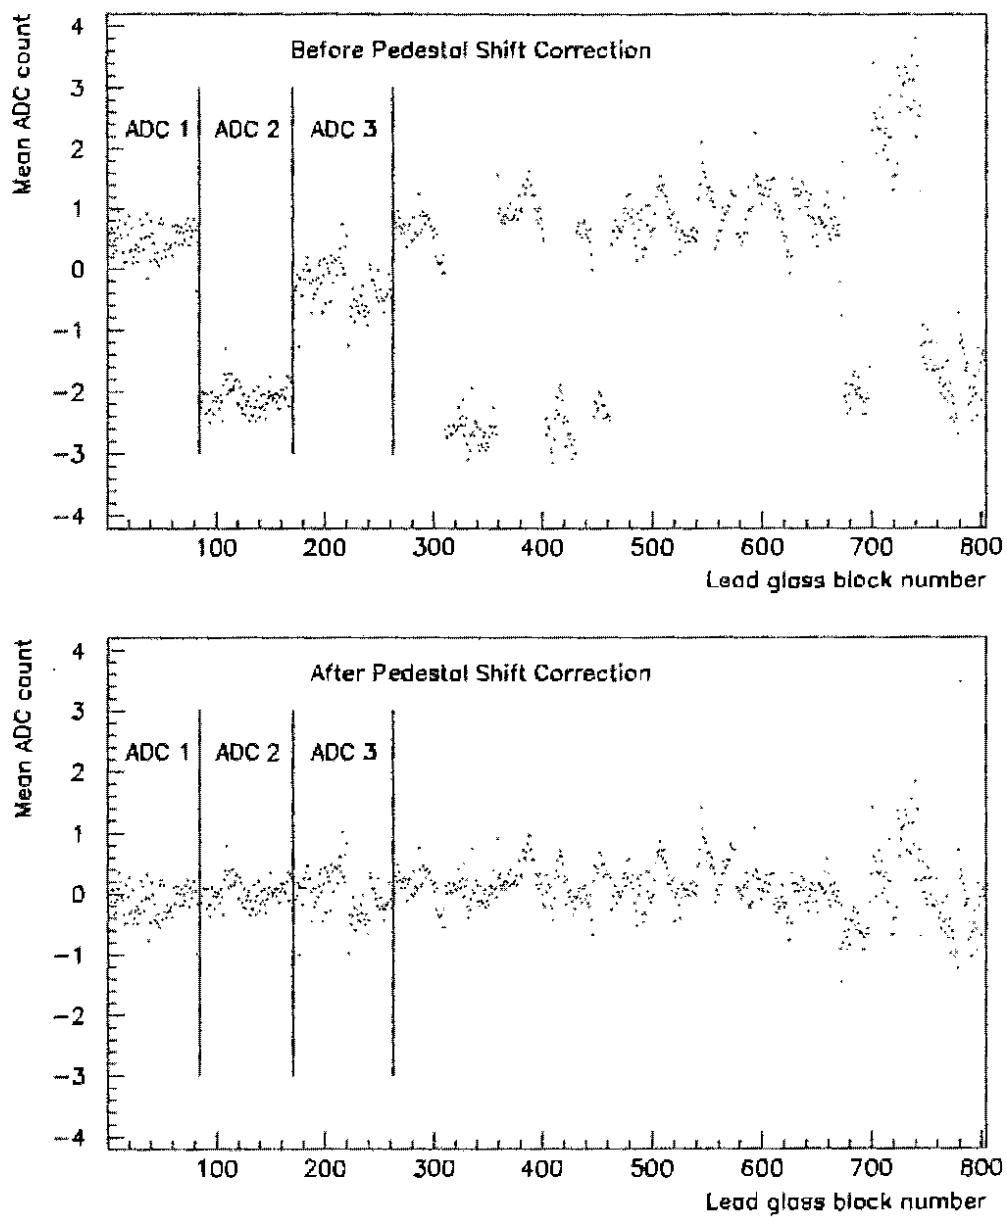 Before Pedestal Shift Correction
Mean ADC count
4
3
2
1
0
-1
-2
-3
-4
ADC 1
ADC 2
ADC 3
100 200 300 400 500 600 700 800
Lead glass block number
After Pedestal Shift Correction
Mean ADC count
4
3
2
1
0
-1
-2
-3
-4
ADC 1
ADC 2
ADC 3
100 200 300 400 500 600 700 800
Lead glass block number